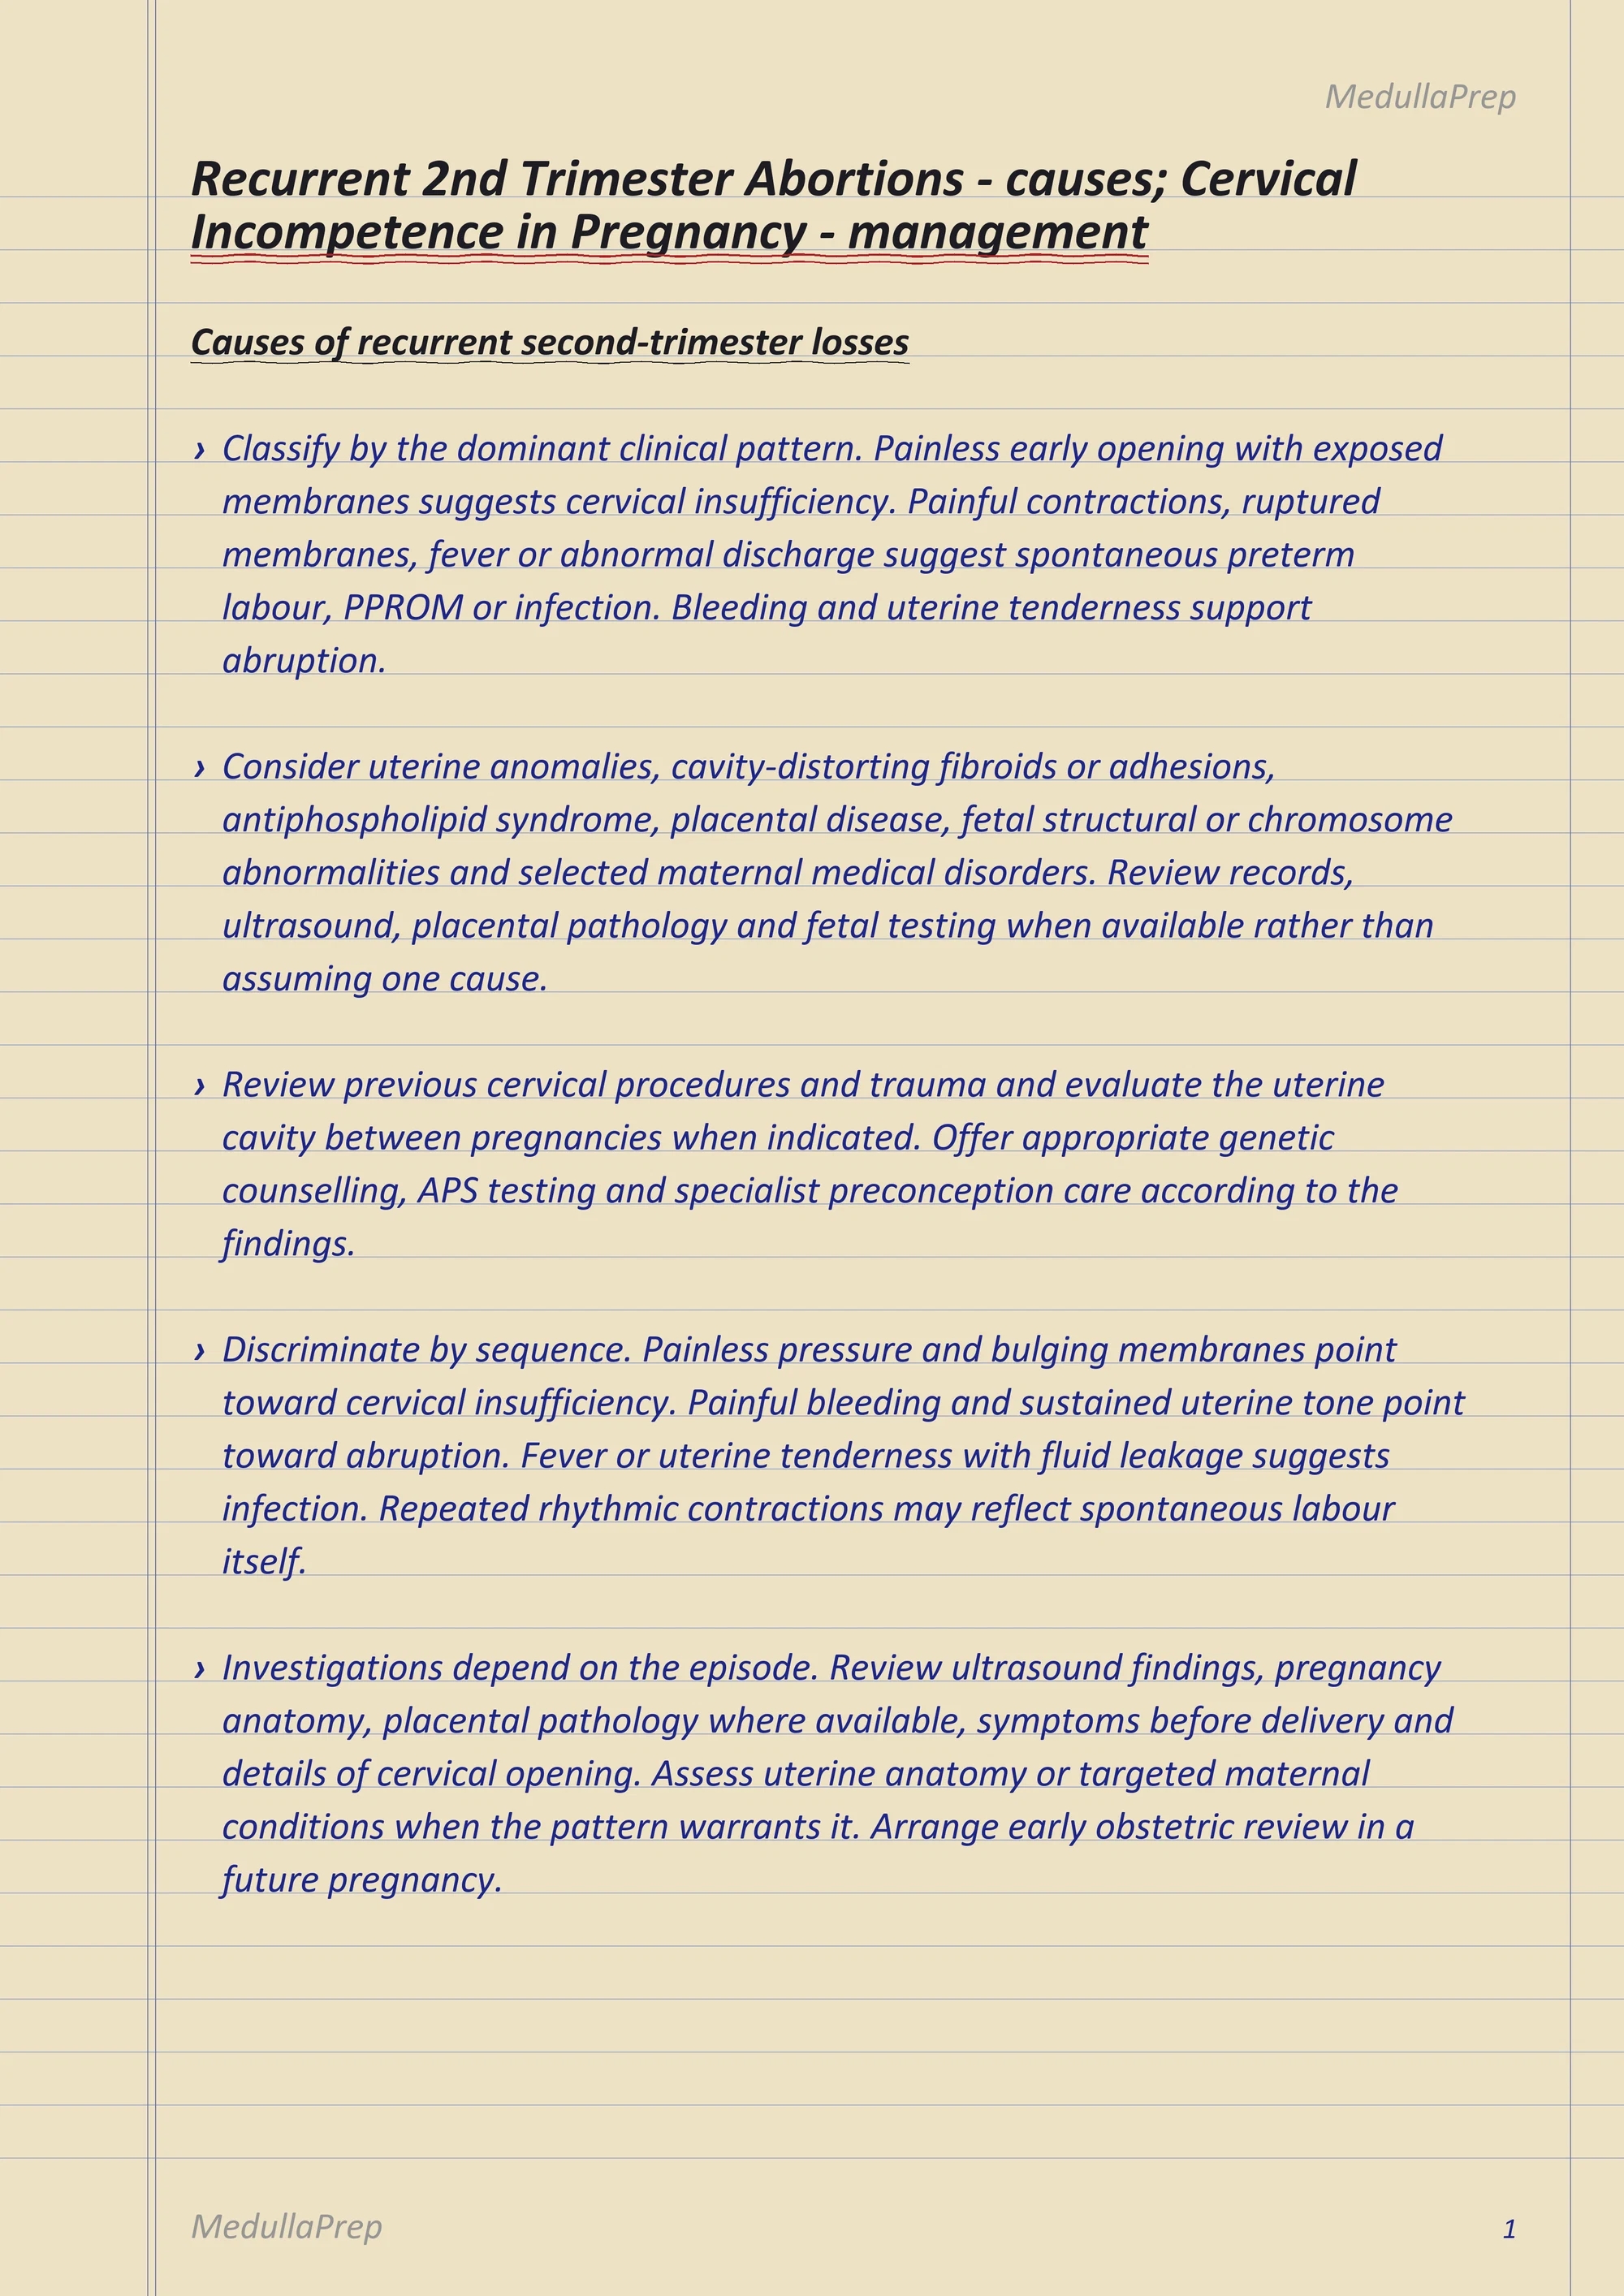 MedullaPrep
Recurrent 2nd Trimester Abortions - causes; Cervical
Incompetence in Pregnancy - management
Causes of recurrent second-trimester losses
› Classify by the dominant clinical pattern. Painless early opening with exposed
membranes suggests cervical insufficiency. Painful contractions, ruptured
membranes, fever or abnormal discharge suggest spontaneous preterm
labour, PPROM or infection. Bleeding and uterine tenderness support
abruption.
› Consider uterine anomalies, cavity-distorting fibroids or adhesions,
antiphospholipid syndrome, placental disease, fetal structural or chromosome
abnormalities and selected maternal medical disorders. Review records,
ultrasound, placental pathology and fetal testing when available rather than
assuming one cause.
› Review previous cervical procedures and trauma and evaluate the uterine
cavity between pregnancies when indicated. Offer appropriate genetic
counselling, APS testing and specialist preconception care according to the
findings.
› Discriminate by sequence. Painless pressure and bulging membranes point
toward cervical insufficiency. Painful bleeding and sustained uterine tone point
toward abruption. Fever or uterine tenderness with fluid leakage suggests
infection. Repeated rhythmic contractions may reflect spontaneous labour
itself.
› Investigations depend on the episode. Review ultrasound findings, pregnancy
anatomy, placental pathology where available, symptoms before delivery and
details of cervical opening. Assess uterine anatomy or targeted maternal
conditions when the pattern warrants it. Arrange early obstetric review in a
future pregnancy.
MedullaPrep
1